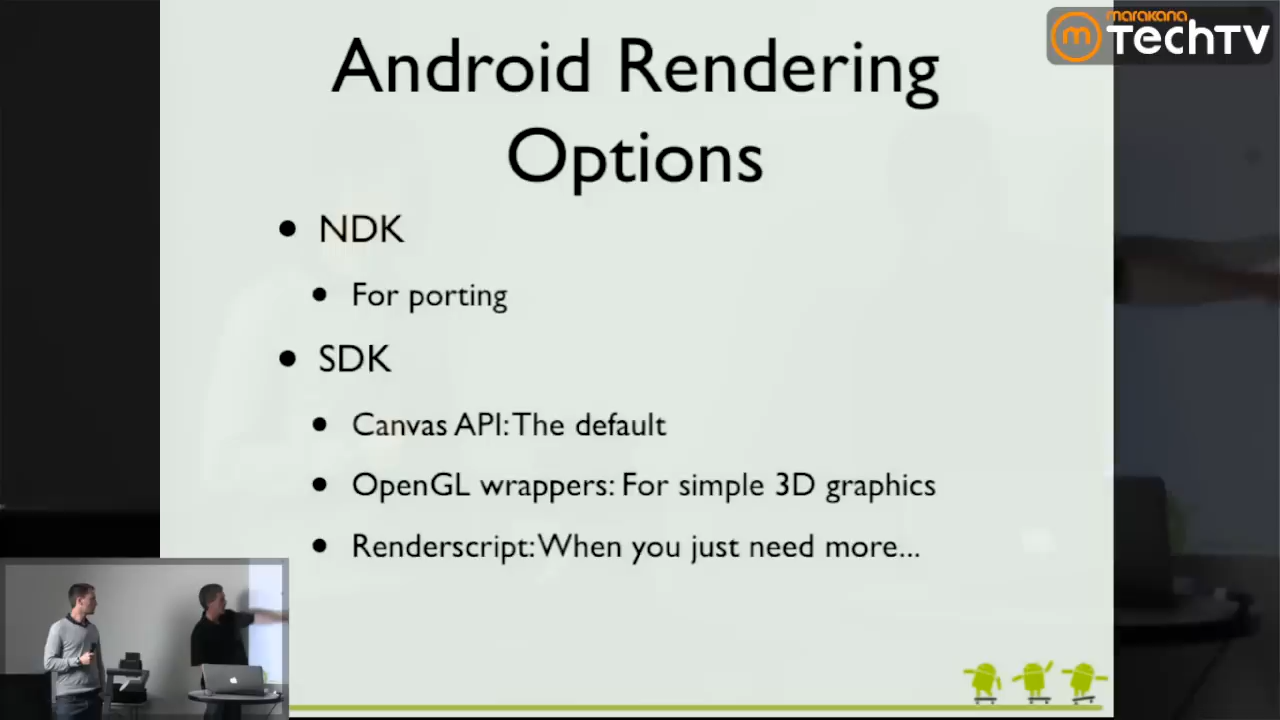 marakana
m TechTV
Android Rendering
Options
• NDK
• For porting
• SDK
• Canvas API: The default
• OpenGL wrappers: For simple 3D graphics
• Renderscript: When you just need more...